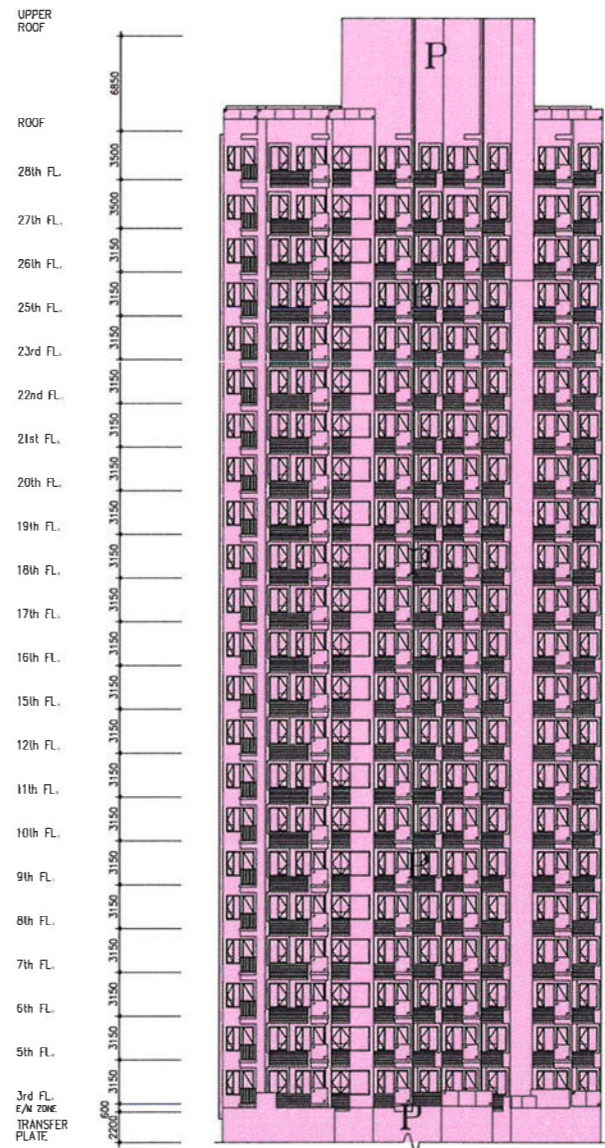 UPPER
ROOF
P
6850
ROOF
3500
28th FL.
3500
27th FL.
3150
26th FL.
3150
25th FL.
P
3150
23rd FL.
3150
22nd FL.
3150
21st FL.
3150
20th FL.
3150
19th FL.
3150
18th FL.
P
3150
17th FL.
3150
16th FL.
3150
15th FL.
3150
12th FL.
3150
11th FL.
3150
10th FL.
3150
9th FL.
P
3150
8th FL.
3150
7th FL.
3150
6th FL.
3150
5th FL.
3150
3rd FL.
E/M ZONE
600
TRANSFER
PLATE
2200
P